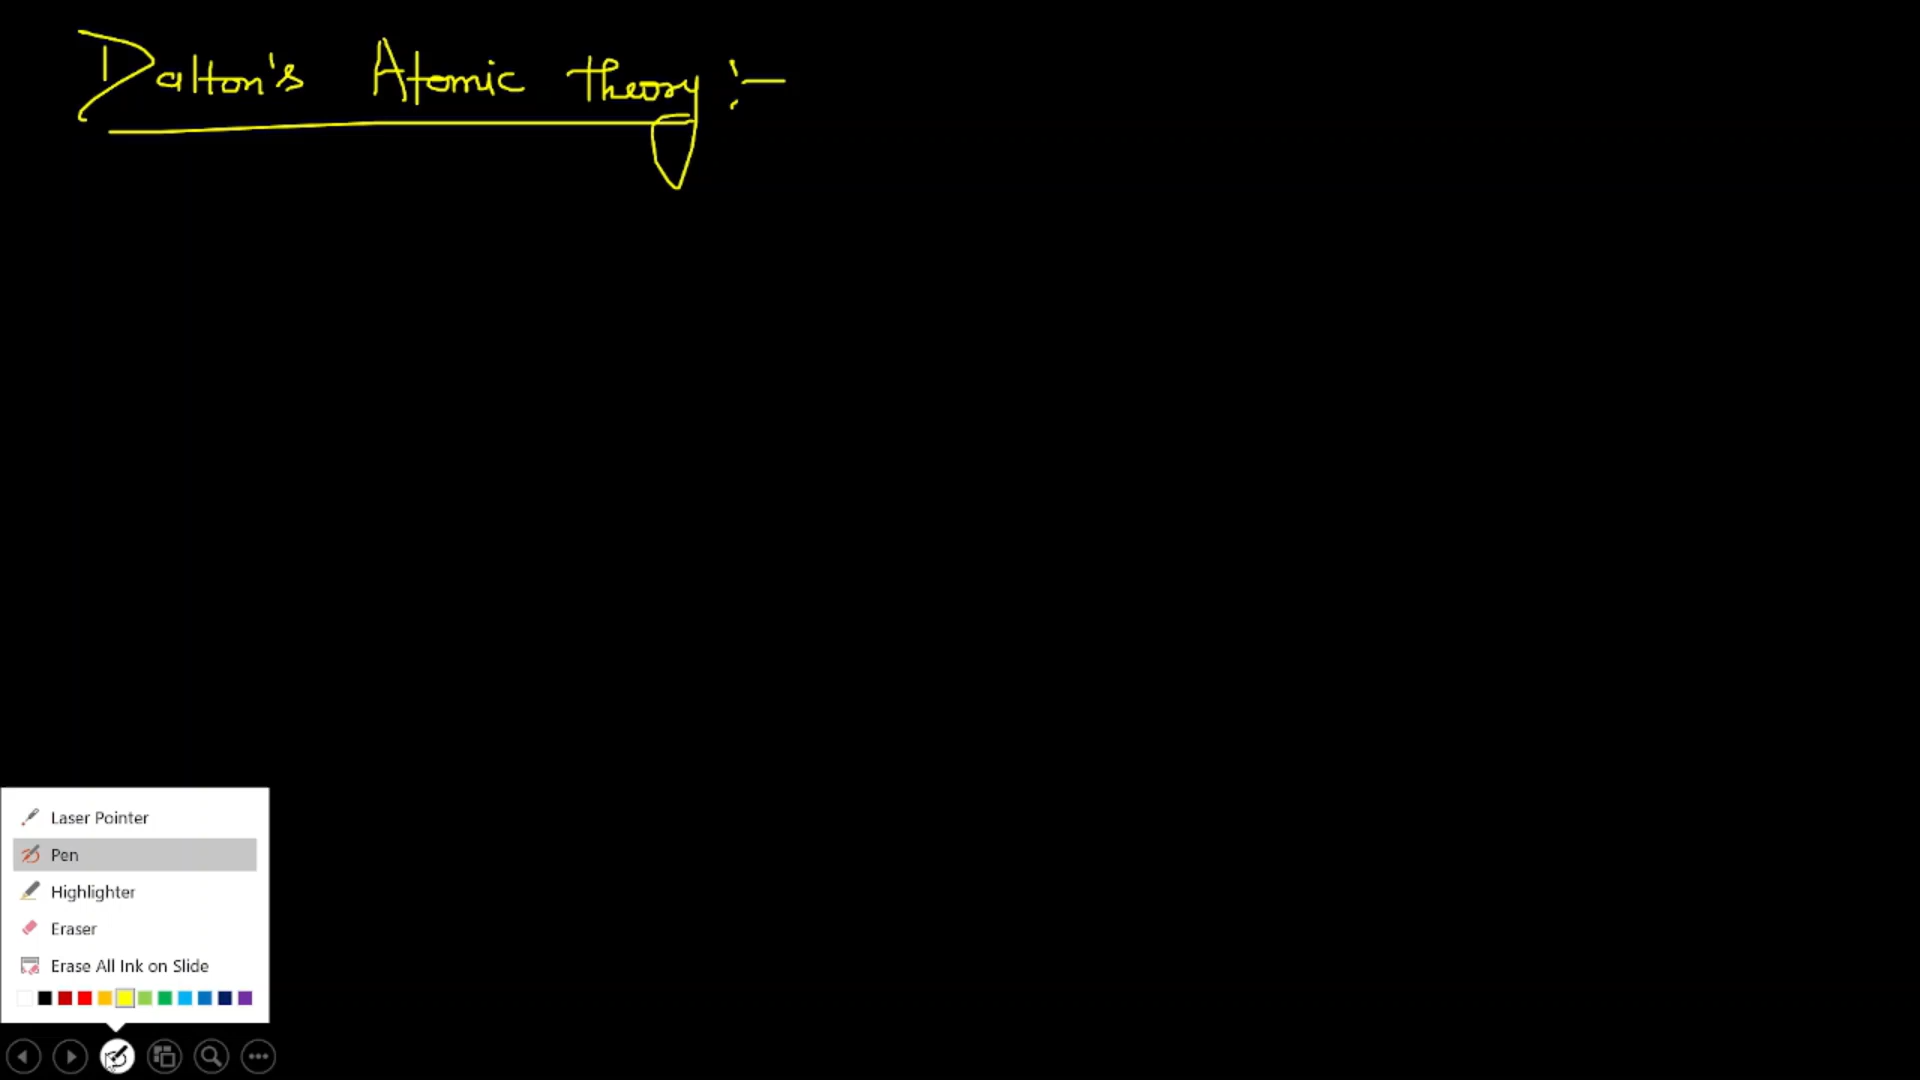 Dalton's Atomic theory :-
Laser Pointer
Pen
Highlighter
Eraser
Erase All Ink on Slide